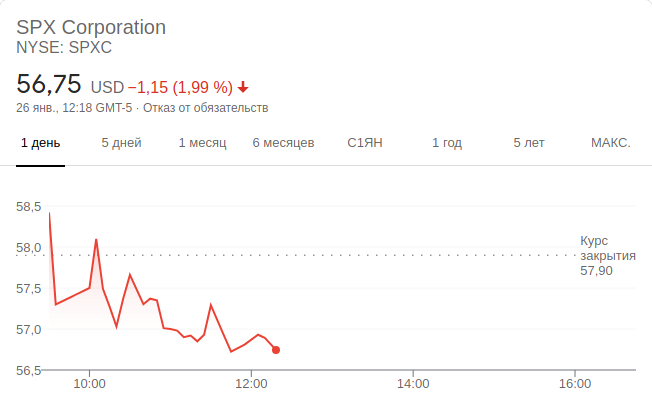 SPX Corporation
NYSE: SPXC
56,75 USD −1,15 (1,99 %)
26 янв., 12:18 GMT-5 · Отказ от обязательств
1 день 5 дней 1 месяц 6 месяцев С1ЯН 1 год 5 лет МАКС.
58,5
58,0
57,5
57,0
56,5
Курс
закрытия
57,90
10:00 12:00 14:00 16:00